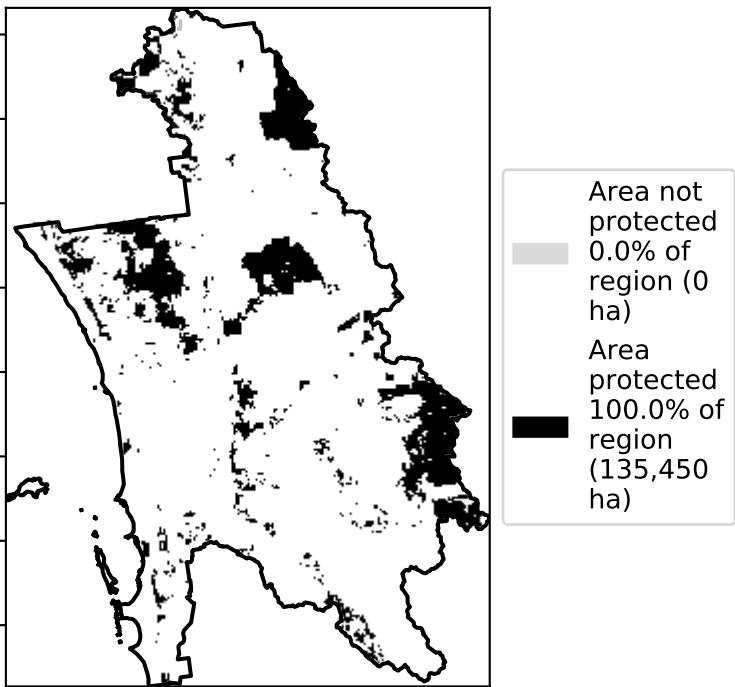 Area not
protected
0.0% of
region (0
ha)
Area
protected
100.0% of
region
(135,450
ha)